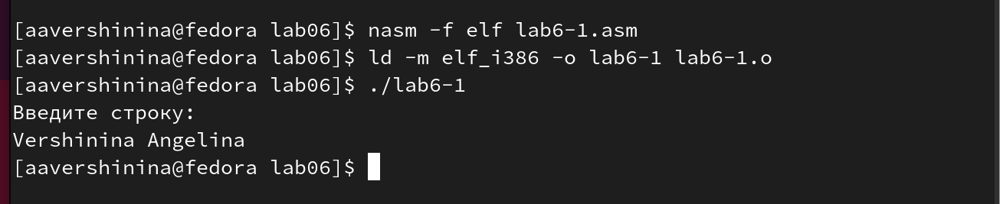 [aavershinina@fedora lab06]$ nasm -f elf lab6-1.asm
[aavershinina@fedora lab06]$ ld -m elf_i386 -o lab6-1 lab6-1.o
[aavershinina@fedora lab06]$ ./lab6-1
Введите строку:
Vershinina Angelina
[aavershinina@fedora lab06]$